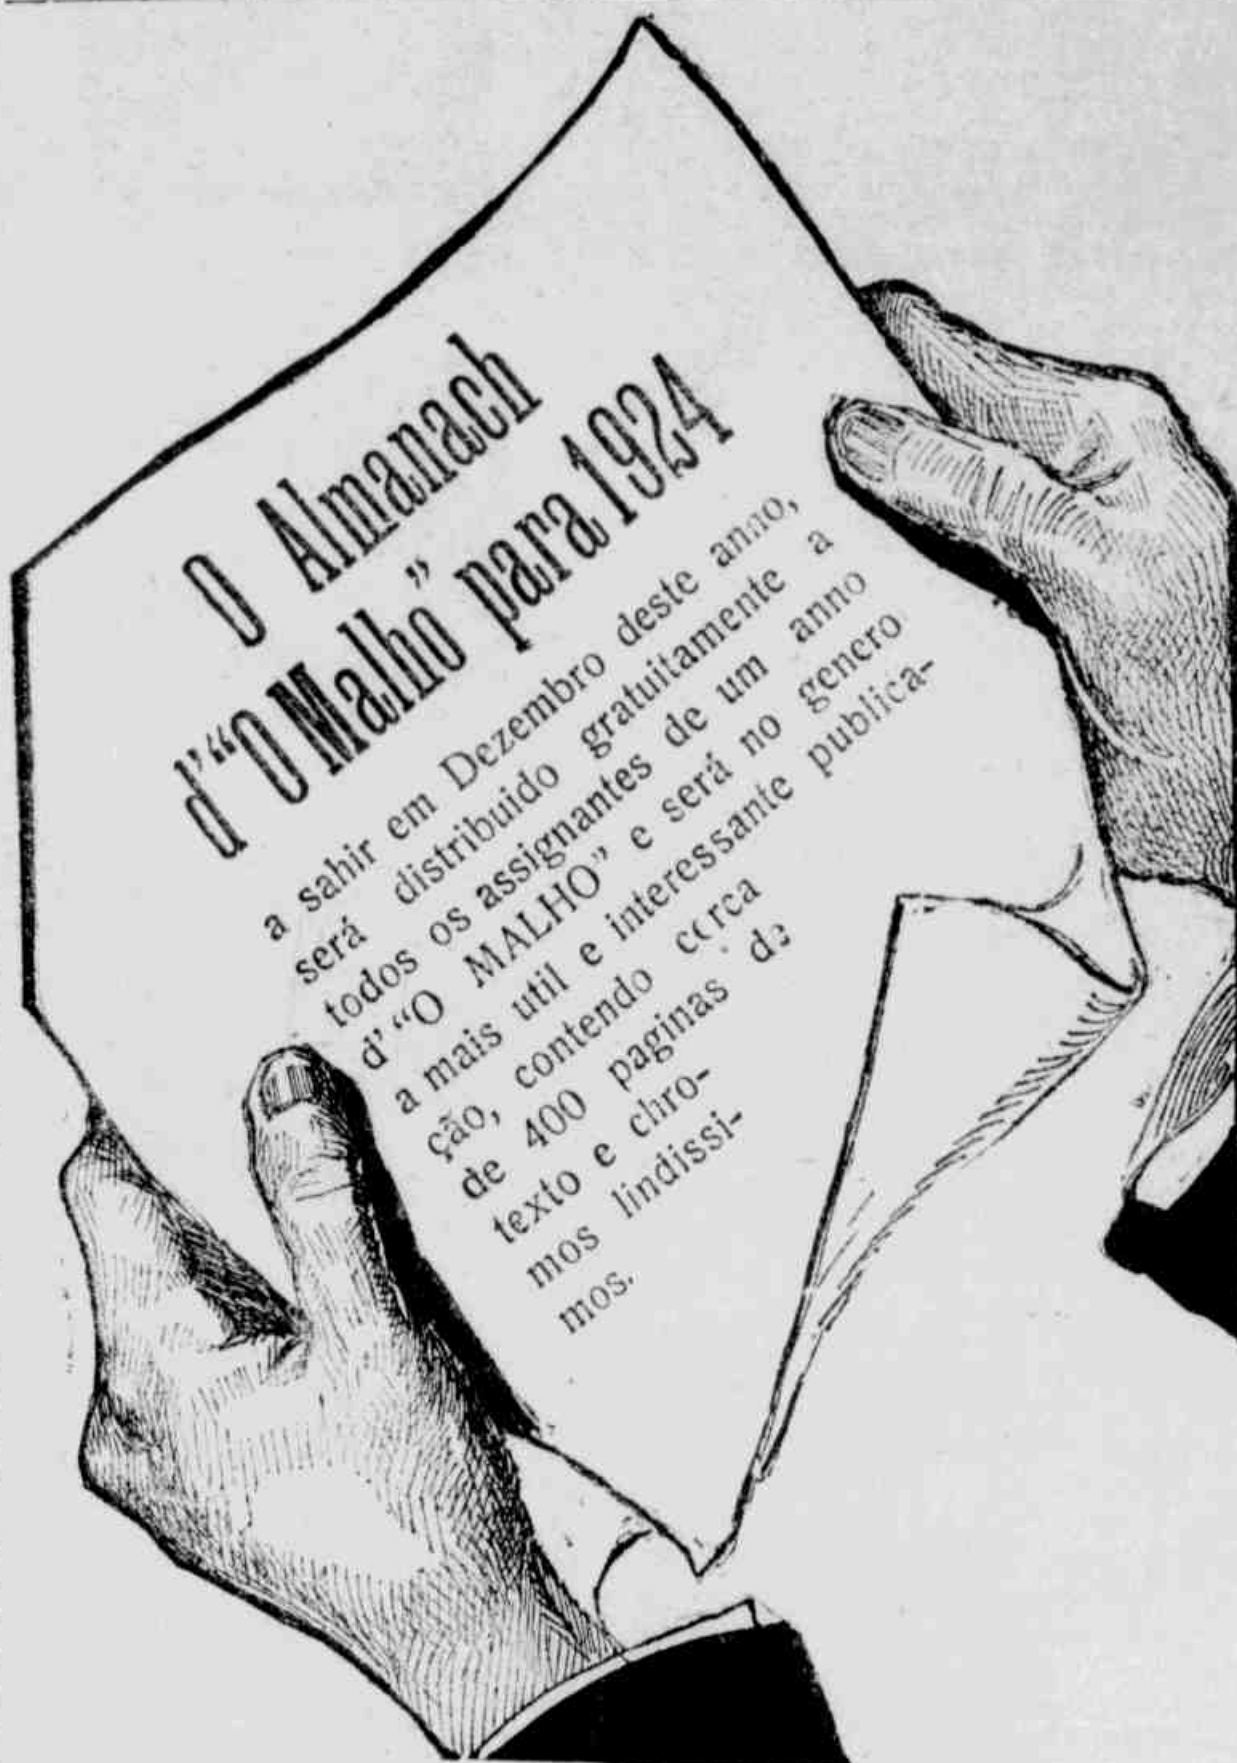 O Almanach
d'“O Malho” para 1924
a sahir em Dezembro deste anno,
será distribuido gratuitamente a
todos os assignantes de um anno
d'“O MALHO” e será no genero
a mais util e interessante publica-
ção, contendo cerca
de 400 paginas de
texto e chro-
mos lindissi-
mos.